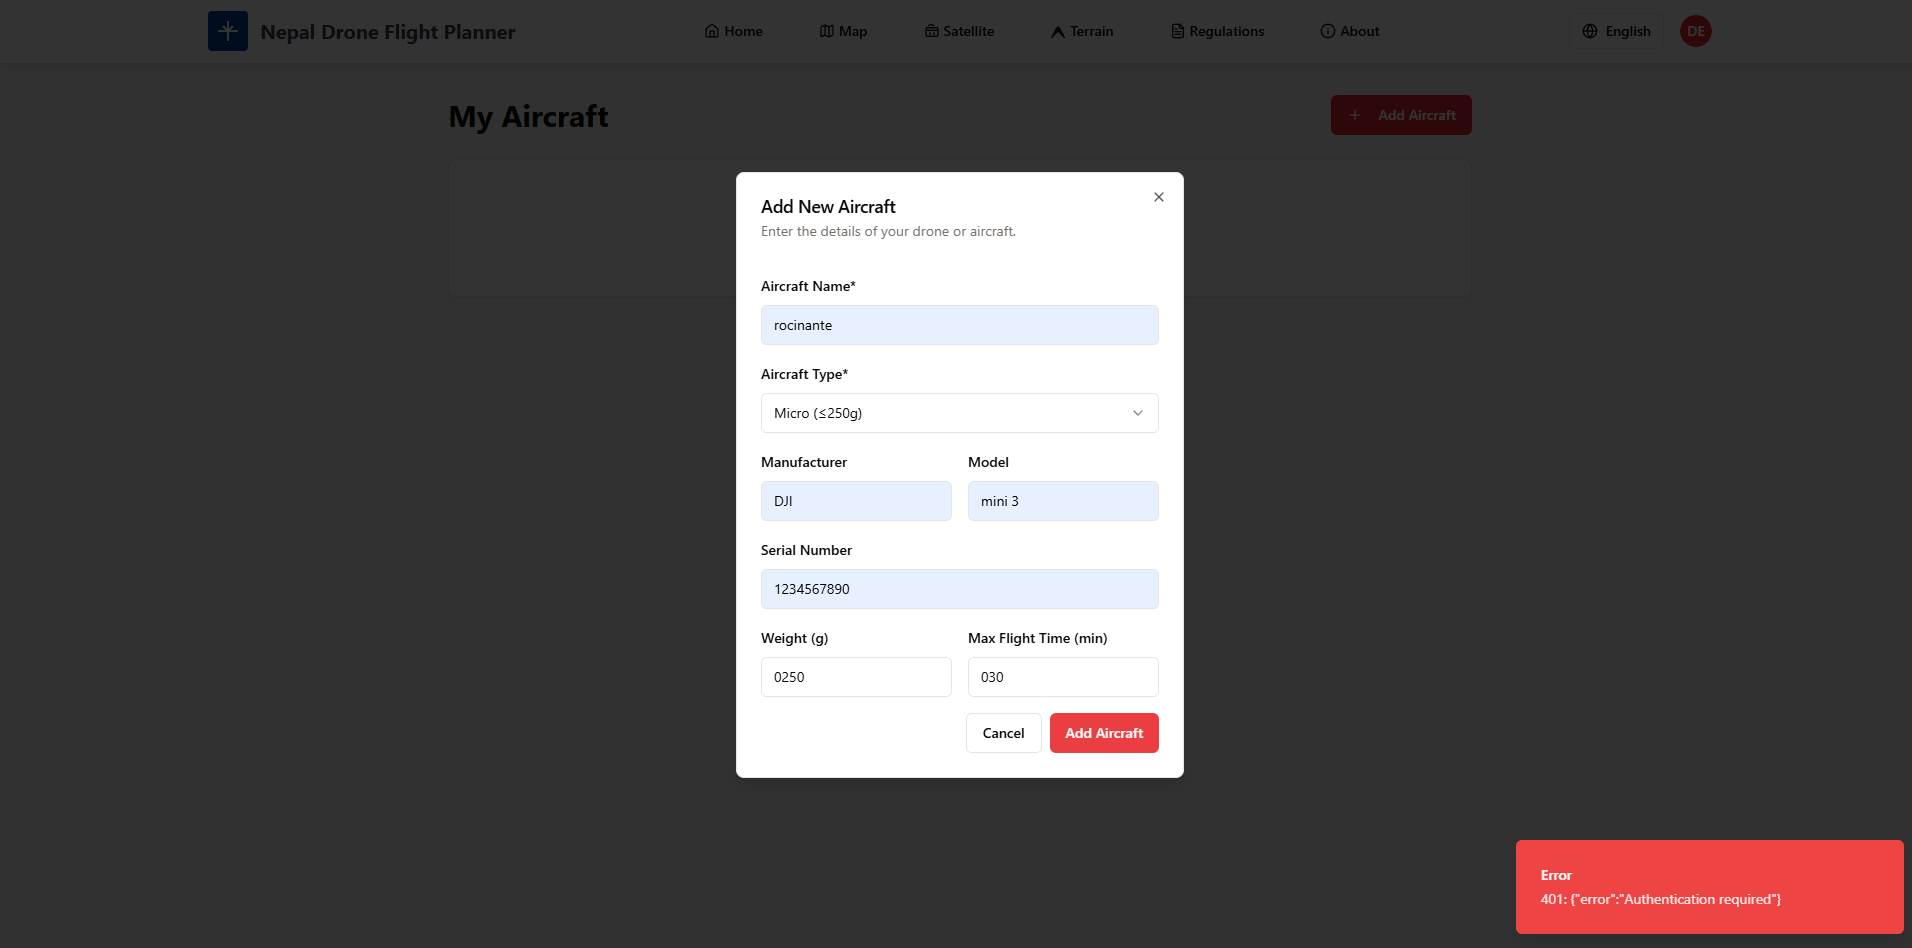 Nepal Drone Flight Planner
Home
Map
Satellite
Terrain
Regulations
About
English
DE
My Aircraft
Add Aircraft
Add New Aircraft
Enter the details of your drone or aircraft.
Aircraft Name*
rocinante
Aircraft Type*
Micro (≤250g)
Manufacturer
Model
DJI
mini 3
Serial Number
1234567890
Weight (g)
Max Flight Time (min)
0250
030
Cancel
Add Aircraft
Error
401: {"error":"Authentication required"}